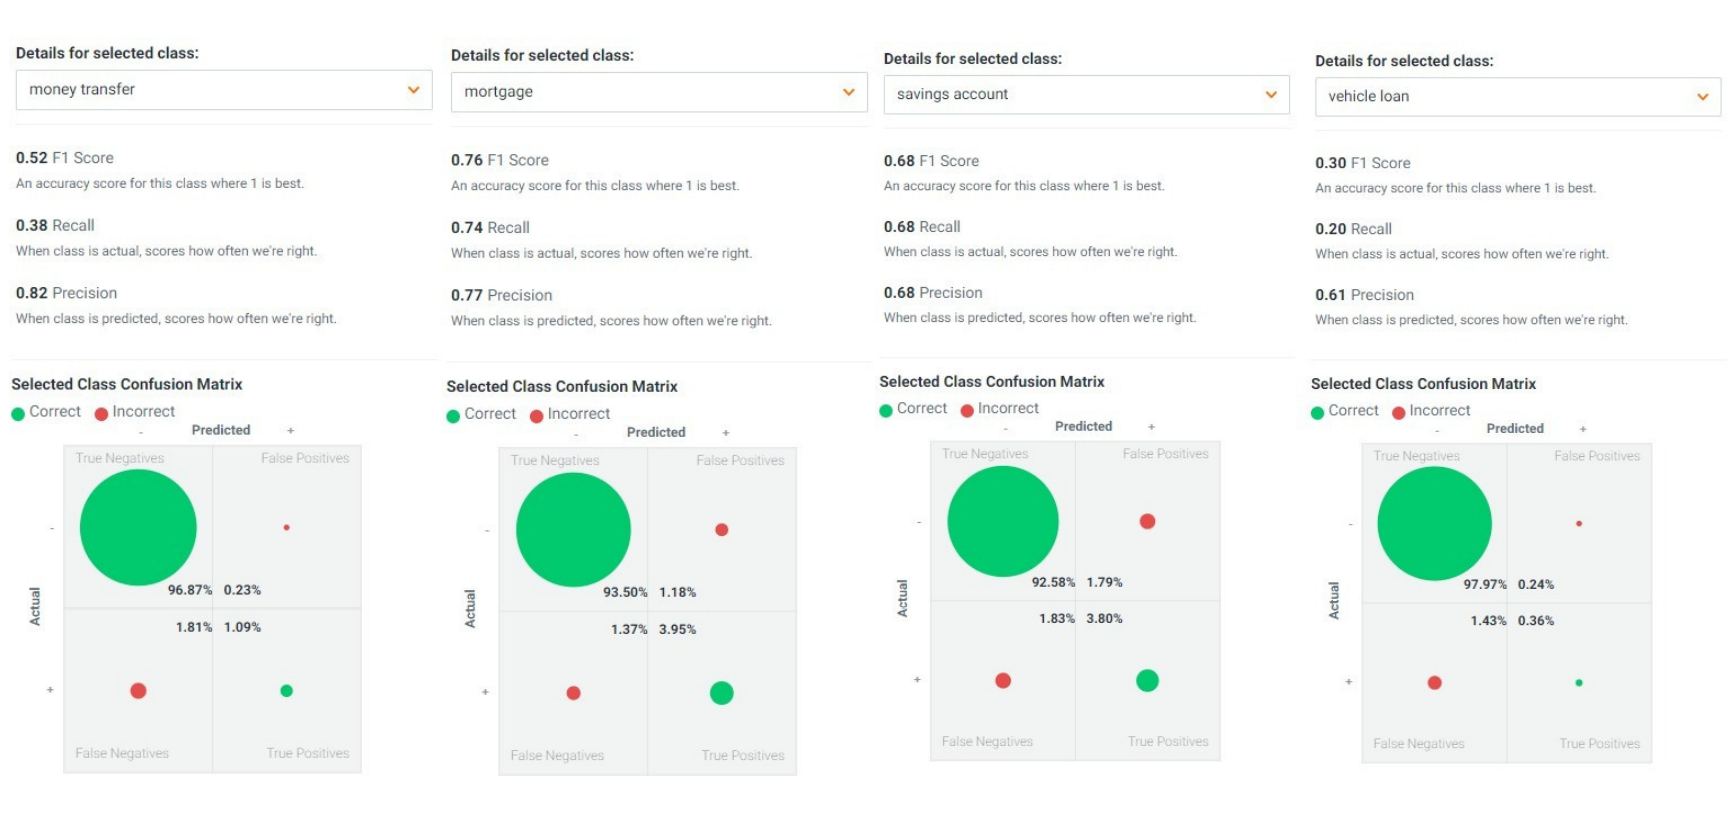 Details for selected class:
money transfer
0.52 F1 Score
An accuracy score for this class where 1 is best.
0.38 Recall
When class is actual, scores how often we're right.
0.82 Precision
When class is predicted, scores how often we're right.
Selected Class Confusion Matrix
Correct Incorrect
- Predicted +
True Negatives False Positives
-
96.87% 0.23%
Actual
1.81% 1.09%
+
False Negatives True Positives
Details for selected class:
mortgage
0.76 F1 Score
An accuracy score for this class where 1 is best.
0.74 Recall
When class is actual, scores how often we're right.
0.77 Precision
When class is predicted, scores how often we're right.
Selected Class Confusion Matrix
Correct Incorrect
- Predicted +
True Negatives False Positives
-
93.50% 1.18%
Actual
1.37% 3.95%
+
False Negatives True Positives
Details for selected class:
savings account
0.68 F1 Score
An accuracy score for this class where 1 is best.
0.68 Recall
When class is actual, scores how often we're right.
0.68 Precision
When class is predicted, scores how often we're right.
Selected Class Confusion Matrix
Correct Incorrect
- Predicted +
True Negatives False Positives
-
92.58% 1.79%
Actual
1.83% 3.80%
+
False Negatives True Positives
Details for selected class:
vehicle loan
0.30 F1 Score
An accuracy score for this class where 1 is best.
0.20 Recall
When class is actual, scores how often we're right.
0.61 Precision
When class is predicted, scores how often we're right.
Selected Class Confusion Matrix
Correct Incorrect
- Predicted +
True Negatives False Positives
-
97.97% 0.24%
Actual
1.43% 0.36%
+
False Negatives True Positives